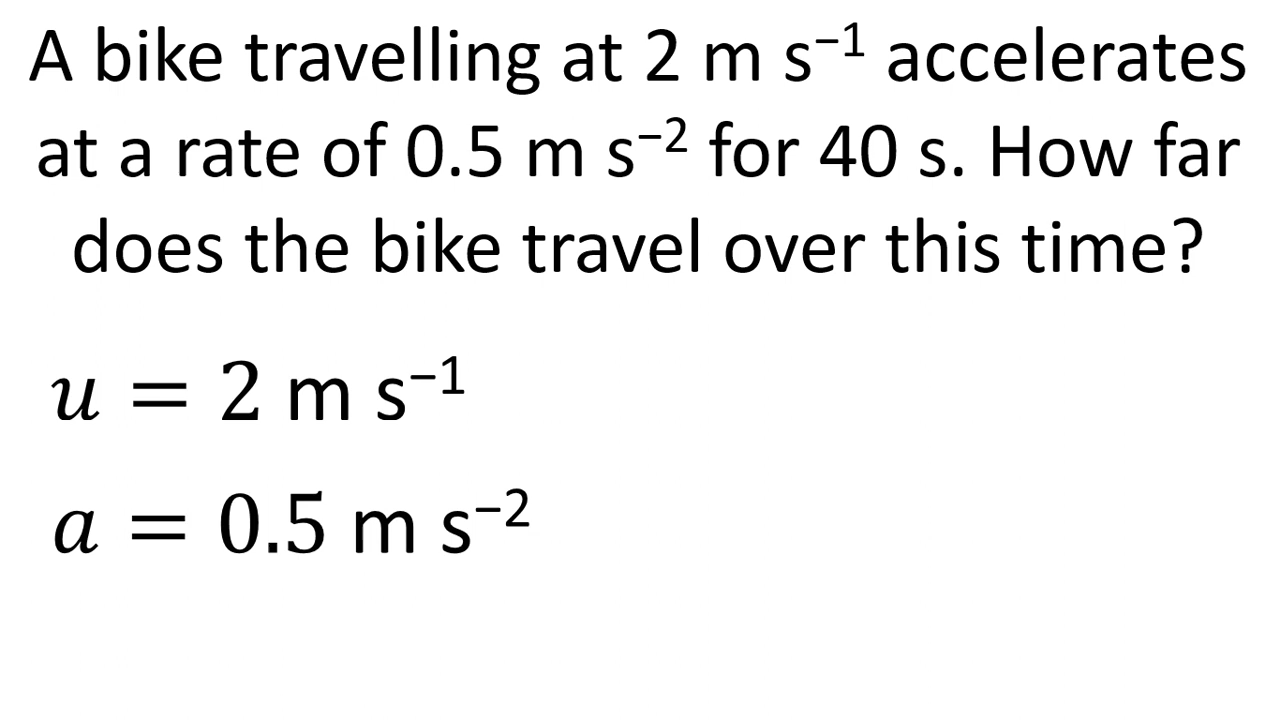 A bike travelling at 2 m s⁻¹ accelerates
at a rate of 0.5 m s⁻² for 40 s. How far
does the bike travel over this time?
𝑢 = 2 m s⁻¹
𝑎 = 0.5 m s⁻²